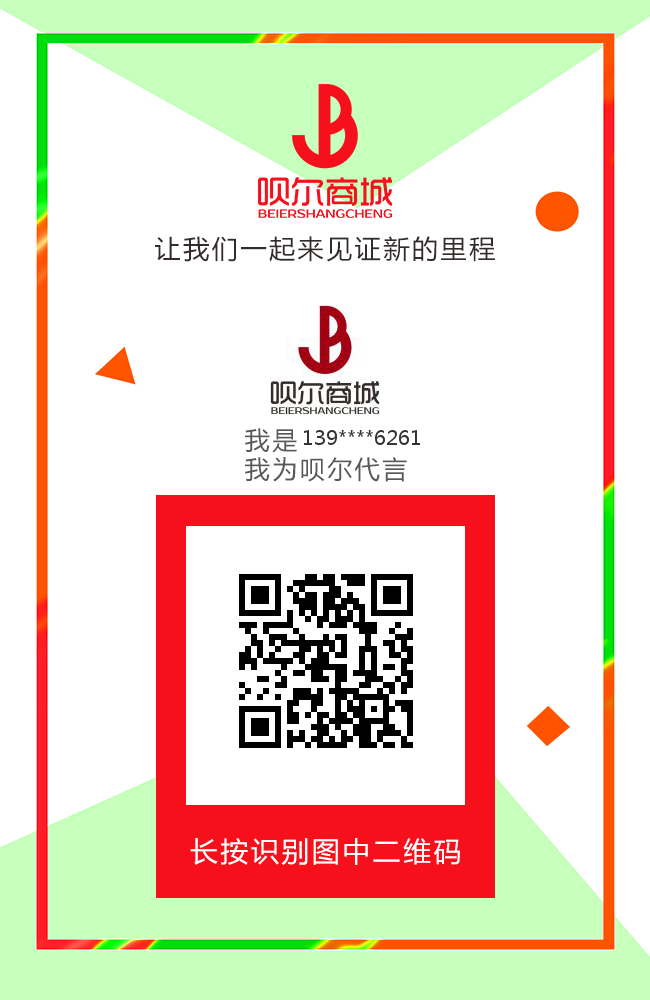 呗尔商城
BEIERSHANGCHENG
让我们一起来见证新的里程
呗尔商城
BEIERSHANGCHENG
我是 139****6261
我为呗尔代言
长按识别图中二维码